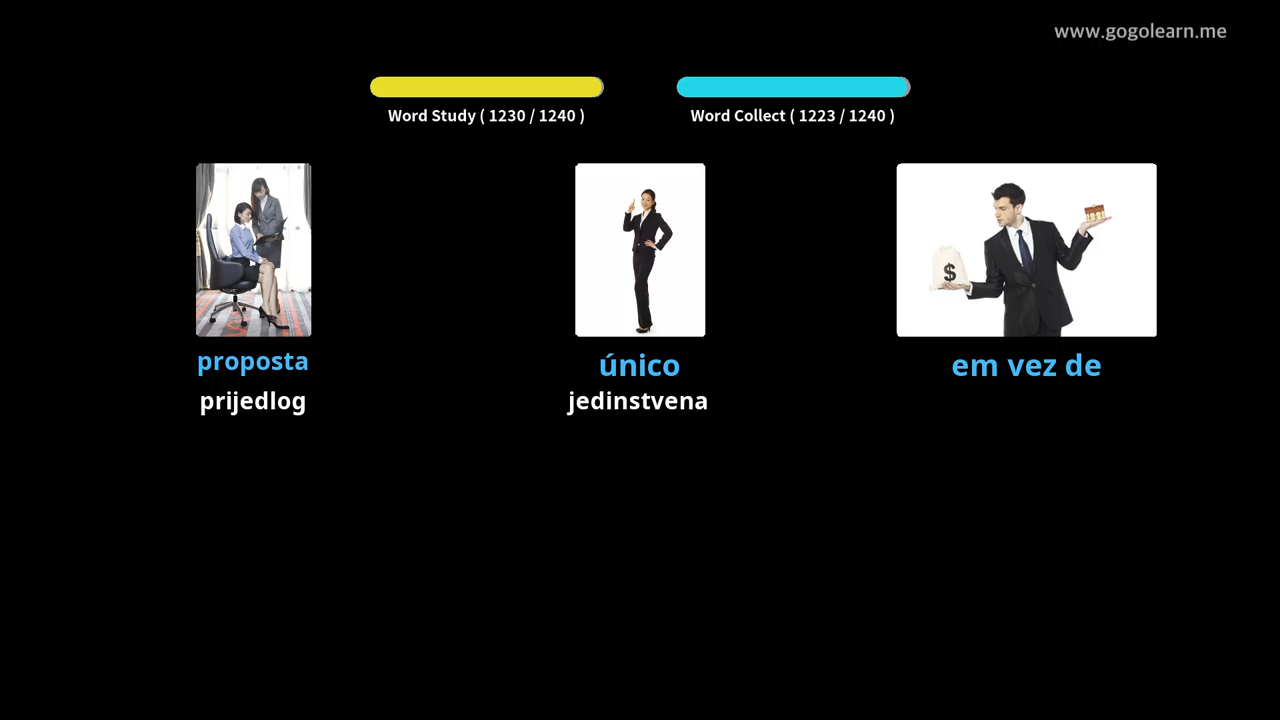 www.gogolearn.me
Word Study ( 1230 / 1240 )
Word Collect ( 1223 / 1240 )
$
proposta
único
em vez de
prijedlog
jedinstvena